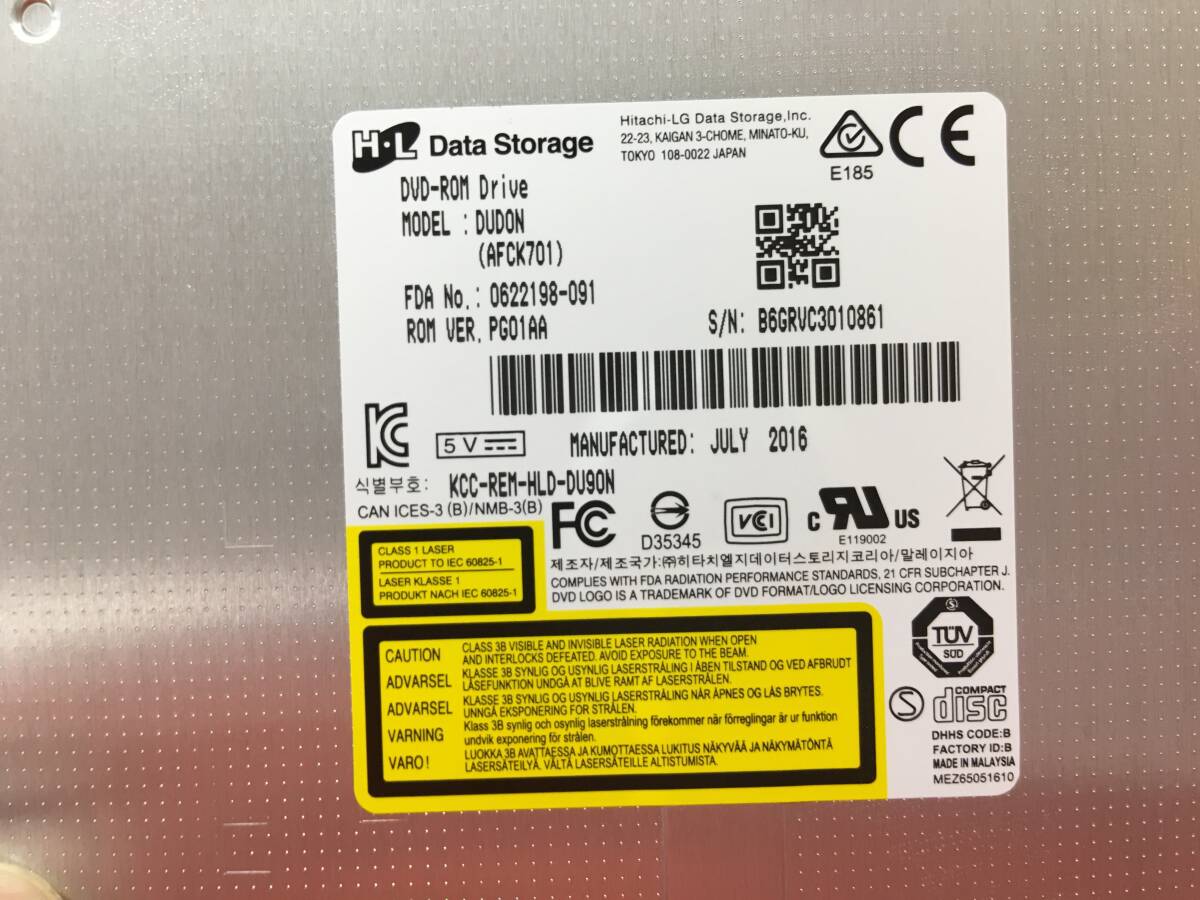 H·L Data Storage
Hitachi-LG Data Storage,Inc.
22-23, KAIGAN 3-CHOME, MINATO-KU,
TOKYO 108-0022 JAPAN
E185
CE
DVD-ROM Drive
MODEL : DUD0N
(AFCK701)
FDA No.: 0622198-091
ROM VER. PG01AA
S/N: B6GRVC3010861
5 V
MANUFACTURED: JULY 2016
식별부호: KCC-REM-HLD-DU90N
CAN ICES-3 (B)/NMB-3(B)
FC
D35345
VCI
c RU US
E119002
제조자/제조국가:㈜히타치엘지데이터스토리지코리아/말레이지아
COMPLIES WITH FDA RADIATION PERFORMANCE STANDARDS, 21 CFR SUBCHAPTER J.
DVD LOGO IS A TRADEMARK OF DVD FORMAT/LOGO LICENSING CORPORATION.
CLASS 1 LASER
PRODUCT TO IEC 60825-1
LASER KLASSE 1
PRODUKT NACH IEC 60825-1
CAUTION CLASS 3B VISIBLE AND INVISIBLE LASER RADIATION WHEN OPEN
AND INTERLOCKS DEFEATED. AVOID EXPOSURE TO THE BEAM.
ADVARSEL KLASSE 3B SYNLIG OG USYNLIG LASERSTRÅLING I ÅBEN TILSTAND OG VED AFBRUDT
LÅSEFUNKTION UNDGÅ AT BLIVE RAMT AF LASERSTRÅLEN.
ADVARSEL KLASSE 3B SYNLIG OG USYNLIG LASERSTRÅLING NÅR ÅPNES OG LÅS BRYTES.
UNNGÅ EKSPONERING FOR STRÅLEN.
VARNING Klass 3B synlig och osynlig laserstrålning förekommer när förreglingar är ur funktion
undvik exponering för strålen.
VARO! LUOKKA 3B AVATTAESSA JA KUMOTTAESSA LUKITUS NÄKYVÄÄ JA NÄKYMÄTÖNTÄ
LASERSÄTEILYÄ. VÄLTÄ LASERSÄTEILLE ALTISTUMISTA.
TÜV
SÜD
S
COMPACT
disc
DHHS CODE:B
FACTORY ID:B
MADE IN MALAYSIA
MEZ65051610